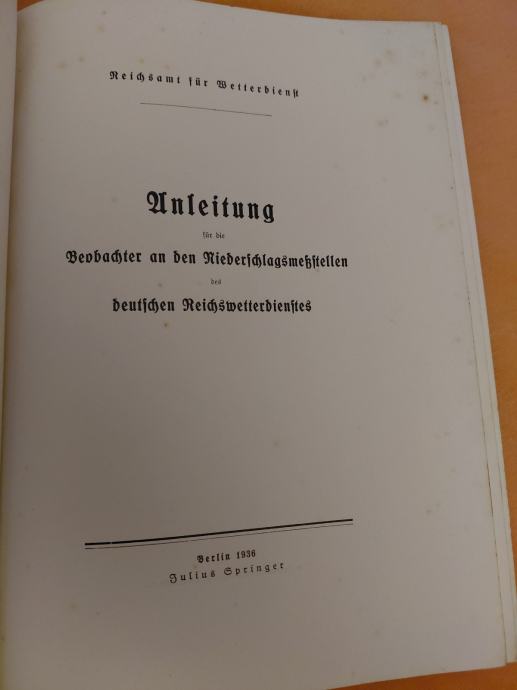 Reichsamt für Wetterdienst
Anleitung
für die
Beobachter an den Niederschlagsmeßstellen
des
deutschen Reichswetterdienstes
Berlin 1936
Julius Springer